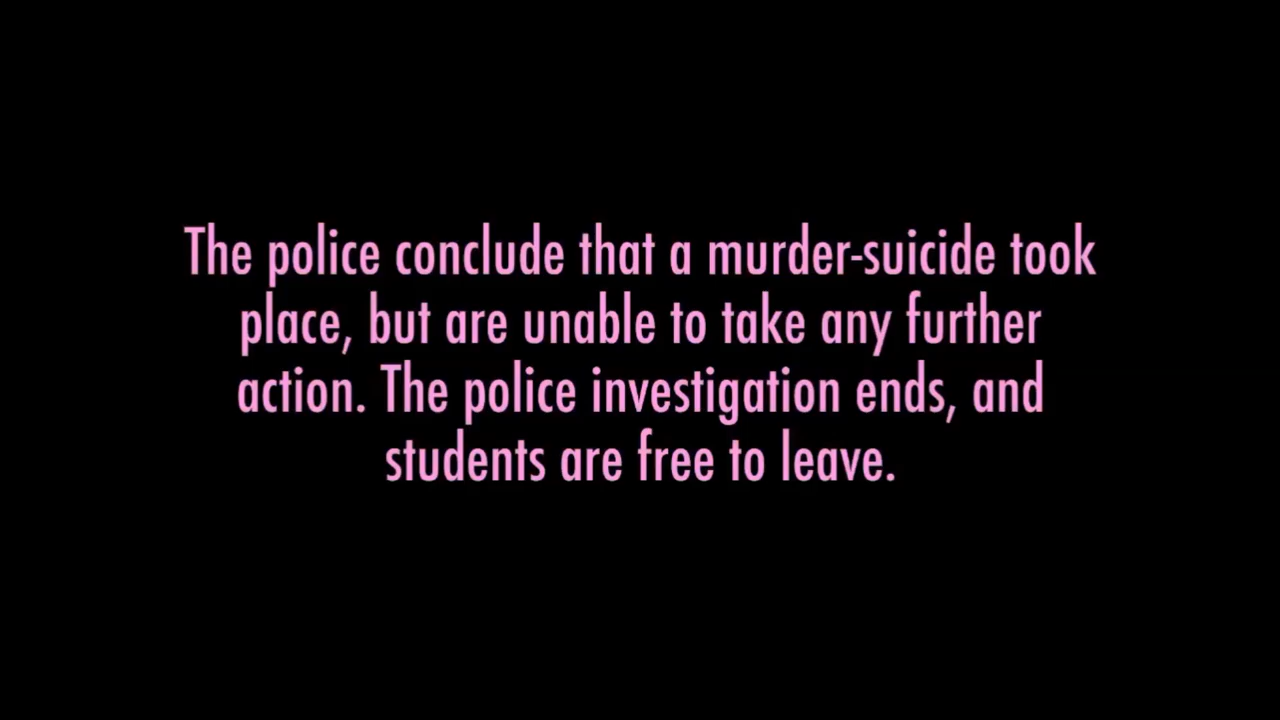 The police conclude that a murder-suicide took
place, but are unable to take any further
action. The police investigation ends, and
students are free to leave.